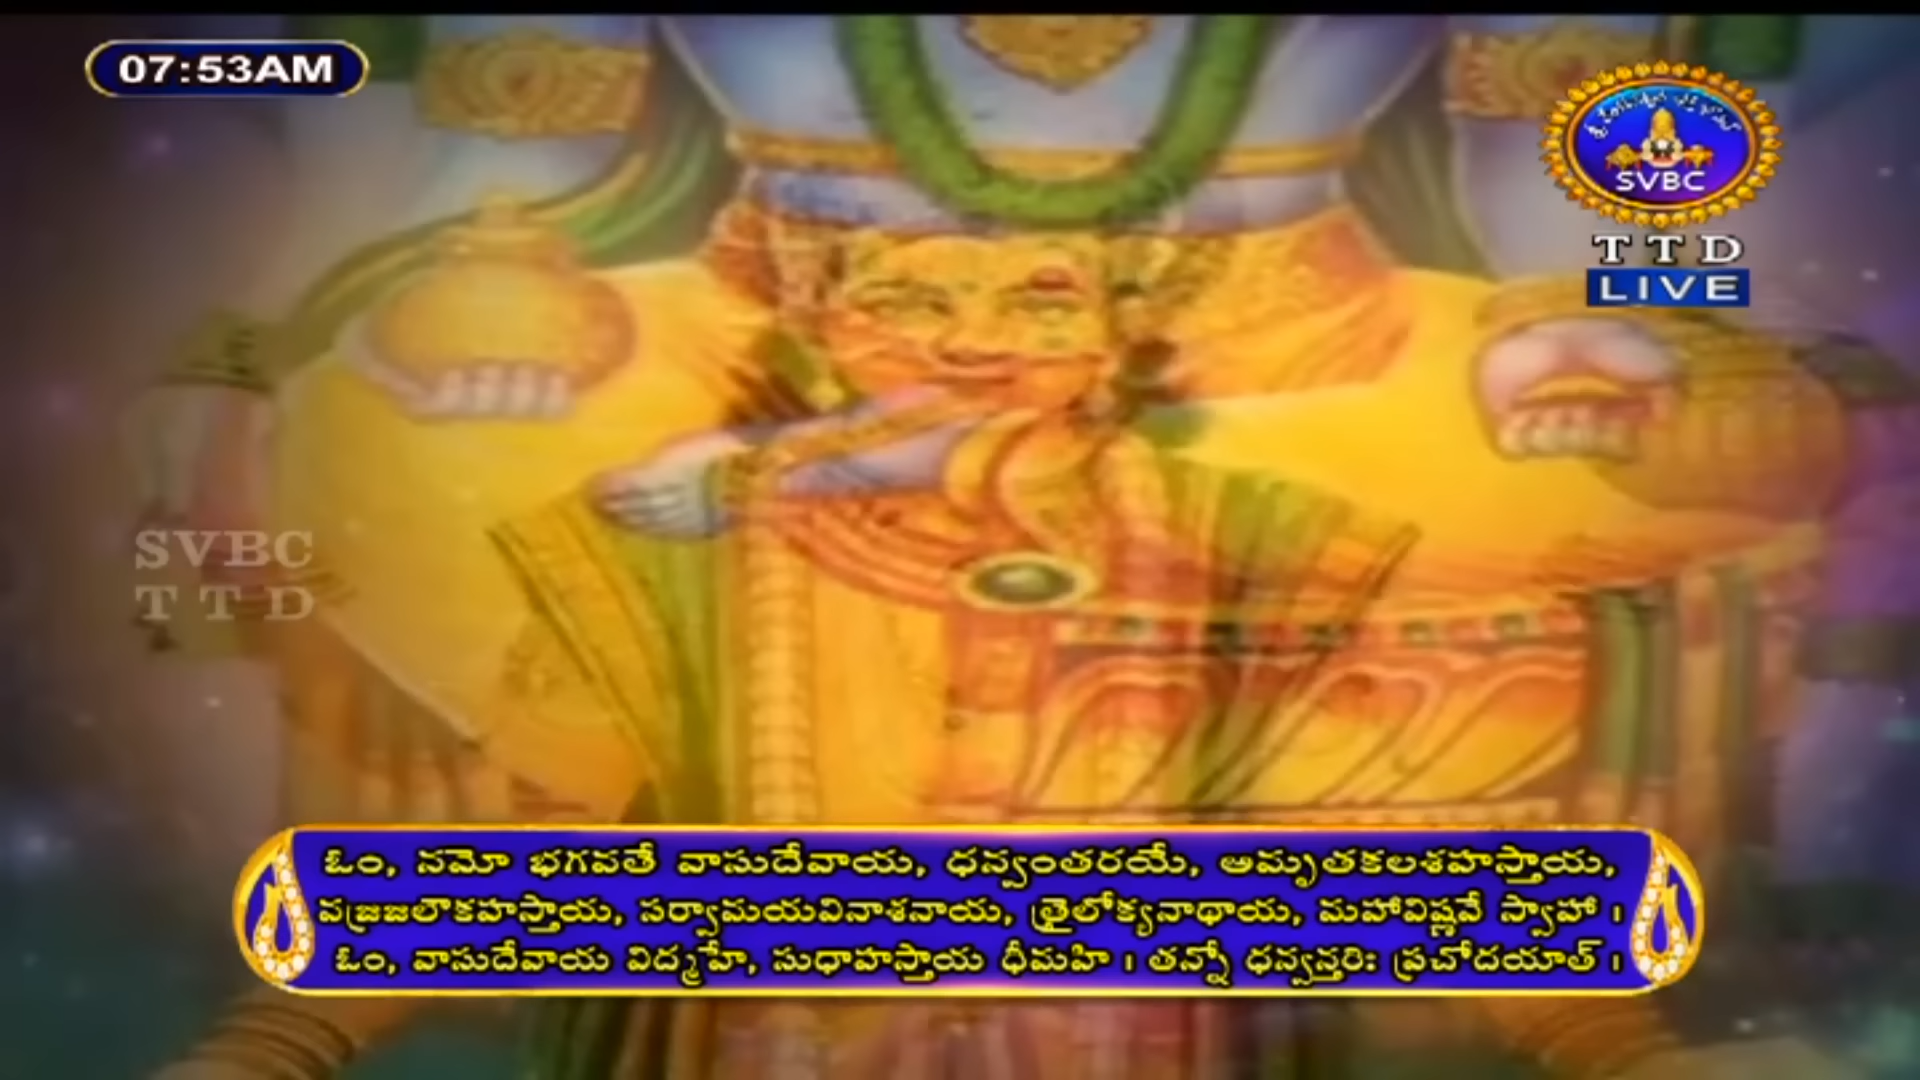 07:53AM
SVBC
TTD
LIVE
SVBC
TTD
ఓం, నమో భగవతే వాసుదేవాయ, ధన్వంతరయే, అమృతకలశహస్తాయ,
వజ్రజలౌకహస్తాయ, సర్వామయవినాశనాయ, త్రైలోక్యనాథాయ, మహావిష్ణవే స్వాహా ।
ఓం, వాసుదేవాయ విద్మహే, సుధాహస్తాయ ధీమహి । తన్నో ధన్వన్తరిః ప్రచోదయాత్ ।